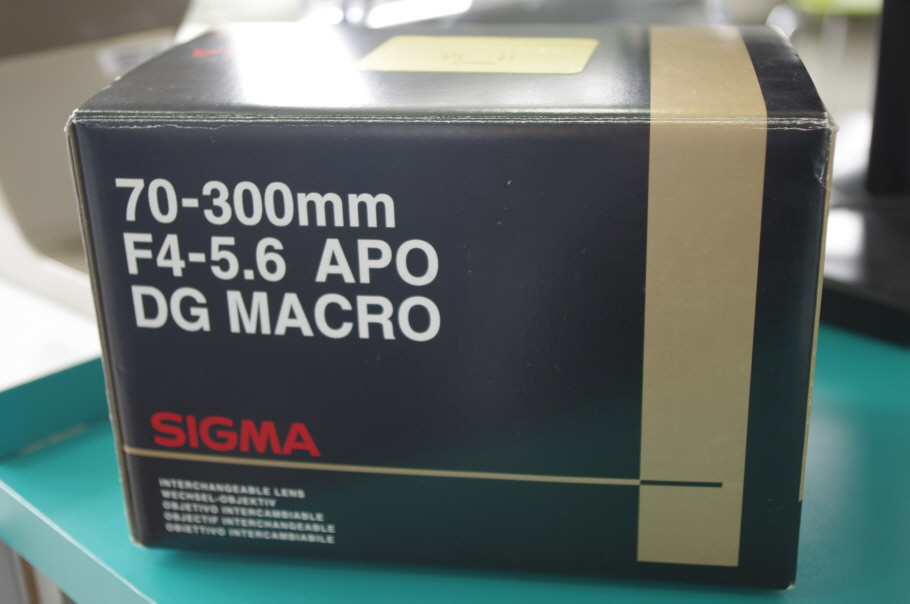 70-300mm
F4-5.6 APO
DG MACRO
SIGMA
INTERCHANGEABLE LENS
WECHSEL-OBJEKTIV
OBJETIVO INTERCAMBIABLE
OBJECTIF INTERCHANGEABLE
OBIETTIVO INTERCAMBIABILE